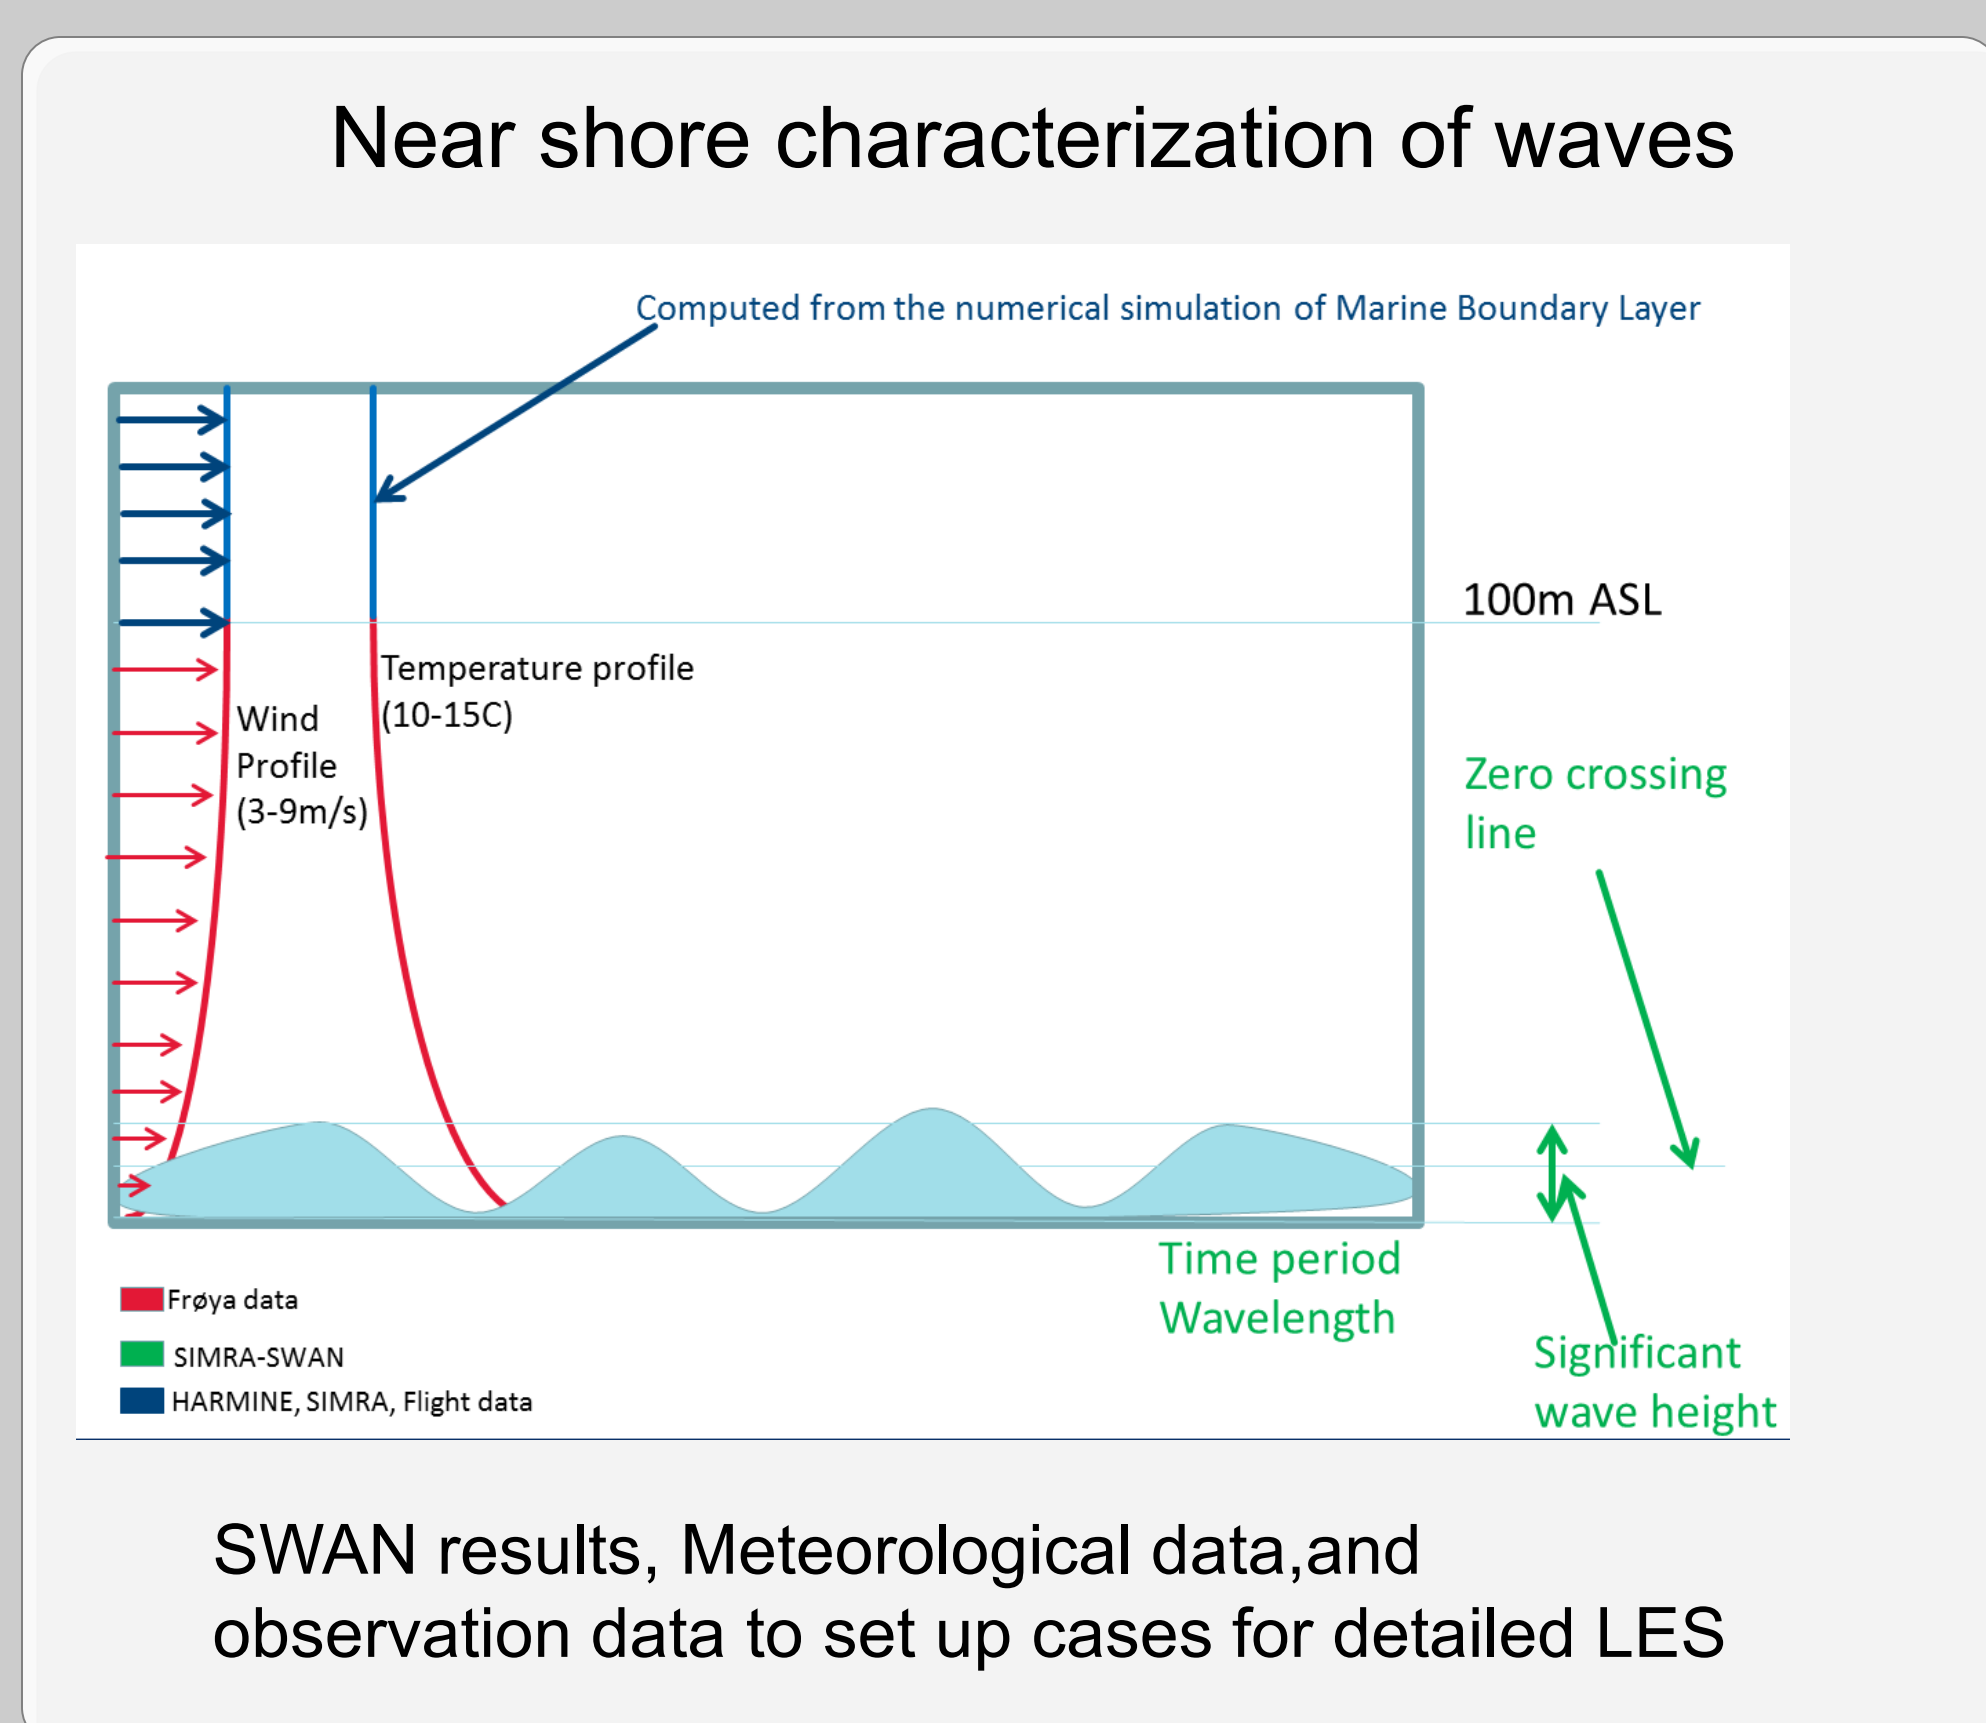 Near shore characterization of waves
Computed from the numerical simulation of Marine Boundary Layer
100m ASL
Temperature profile
(10-15C)
Wind
Profile
(3-9m/s)
Zero crossing
line
Time period
Wavelength
Significant
wave height
Frøya data
SIMRA-SWAN
HARMINE, SIMRA, Flight data
SWAN results, Meteorological data,and
observation data to set up cases for detailed LES